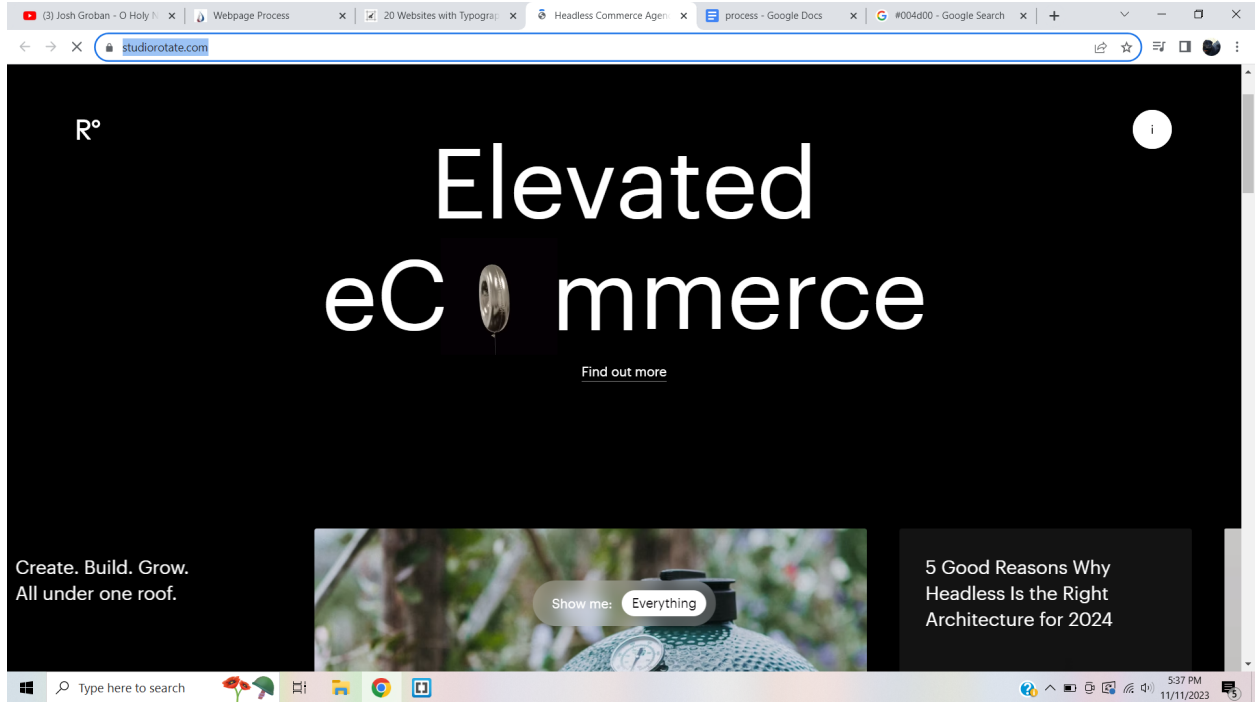 (3) Josh Groban - O Holy N
Webpage Process
20 Websites with Typograp
Headless Commerce Agen
process - Google Docs
#004d00 - Google Search
studiorotate.com
R°
i
Elevated
eCommerce
Find out more
Create. Build. Grow.
All under one roof.
Show me: Everything
5 Good Reasons Why
Headless Is the Right
Architecture for 2024
Type here to search
5:37 PM
11/11/2023
5